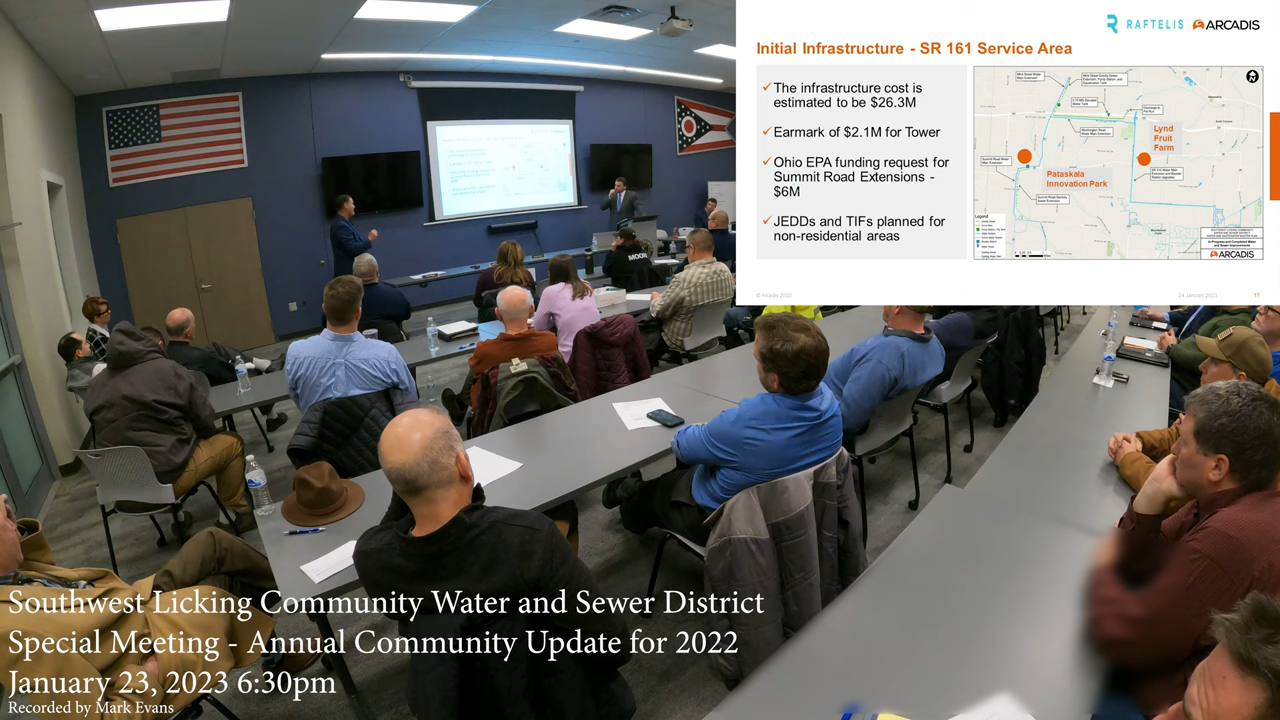 RAFTELIS ARCADIS
Initial Infrastructure - SR 161 Service Area
The infrastructure cost is
estimated to be $26.3M
Earmark of $2.1M for Tower
Ohio EPA funding request for
Summit Road Extensions -
$6M
JEDDs and TIFs planned for
nonresidential areas
Lynd
Fruit
Farm
Pataskala
Innovation Park
Legend
ARCADIS
© Arcadis 2022
24 January 2023
17
MOON
Southwest Licking Community Water and Sewer District
Special Meeting - Annual Community Update for 2022
January 23, 2023 6:30pm
Recorded by Mark Evans